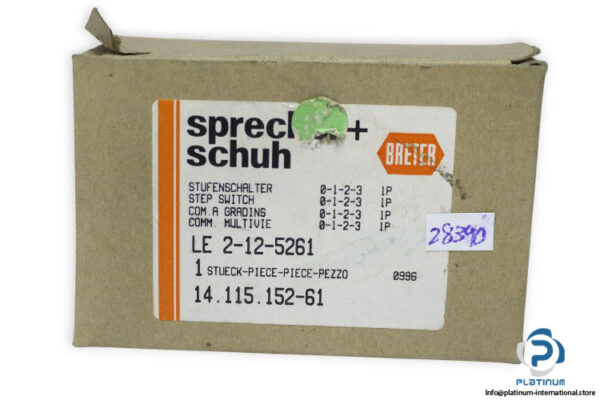 sprecher+
schuh
BRETER
STUFENSCHALTER 0-1-2-3 1P
STEP SWITCH 0-1-2-3 1P
COM.A GRADINS 0-1-2-3 1P
COMM. MULTIVIE 0-1-2-3 1P
LE 2-12-5261
1 STUECK-PIECE-PIECE-PEZZO 0996
14.115.152-61
28390
PLATINUM
info@platinum-international.store